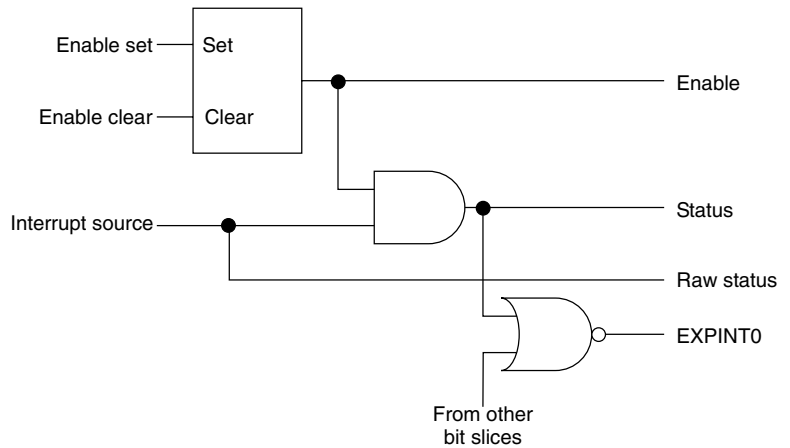 Enable set
Set
Enable
Enable clear
Clear
Interrupt source
Status
Raw status
EXPINT0
From other
bit slices